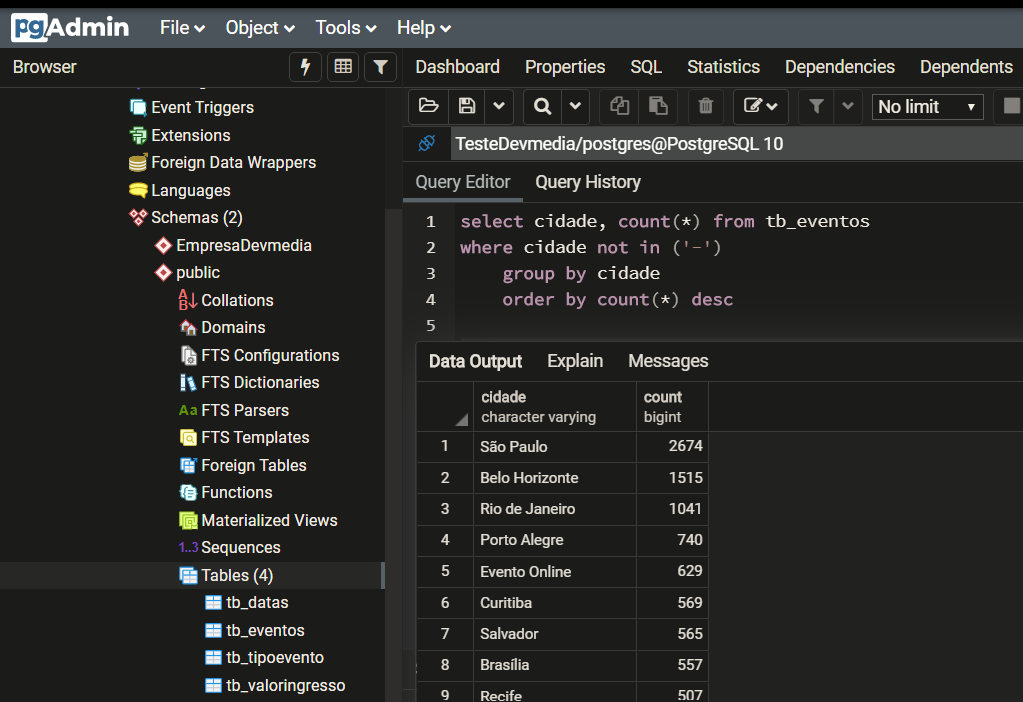 pgAdmin File Object Tools Help
Browser
Event Triggers
Extensions
Foreign Data Wrappers
Languages
Schemas (2)
EmpresaDevmedia
public
Collations
Domains
FTS Configurations
FTS Dictionaries
Aa FTS Parsers
FTS Templates
Foreign Tables
Functions
Materialized Views
1..3 Sequences
Tables (4)
tb_datas
tb_eventos
tb_tipoevento
tb_valoringresso
Dashboard Properties SQL Statistics Dependencies Dependents
No limit
TesteDevmedia/postgres@PostgreSQL 10
Query Editor Query History
1 select cidade, count(*) from tb_eventos
2 where cidade not in ('-')
3 group by cidade
4 order by count(*) desc
5
Data Output Explain Messages
cidade count
character varying bigint
1 São Paulo 2674
2 Belo Horizonte 1515
3 Rio de Janeiro 1041
4 Porto Alegre 740
5 Evento Online 629
6 Curitiba 569
7 Salvador 565
8 Brasília 557
9 Recife 507